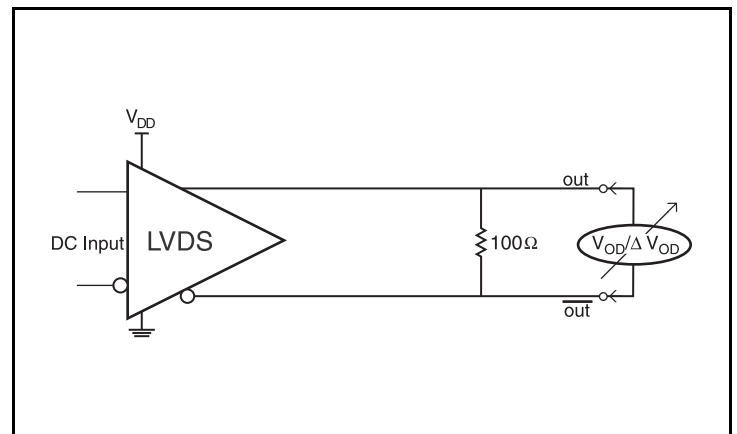 VDD
out
DC Input
LVDS
100Ω
VOD/Δ VOD
out